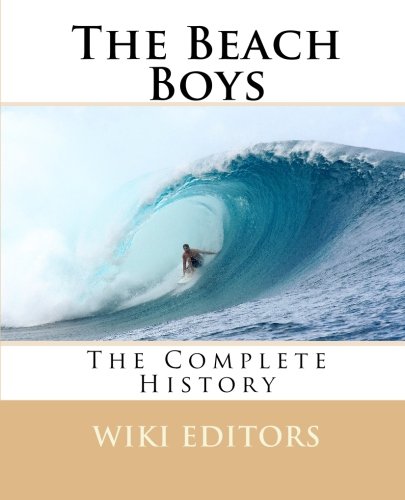 The Beach
Boys
The Complete
History
WIKI EDITORS